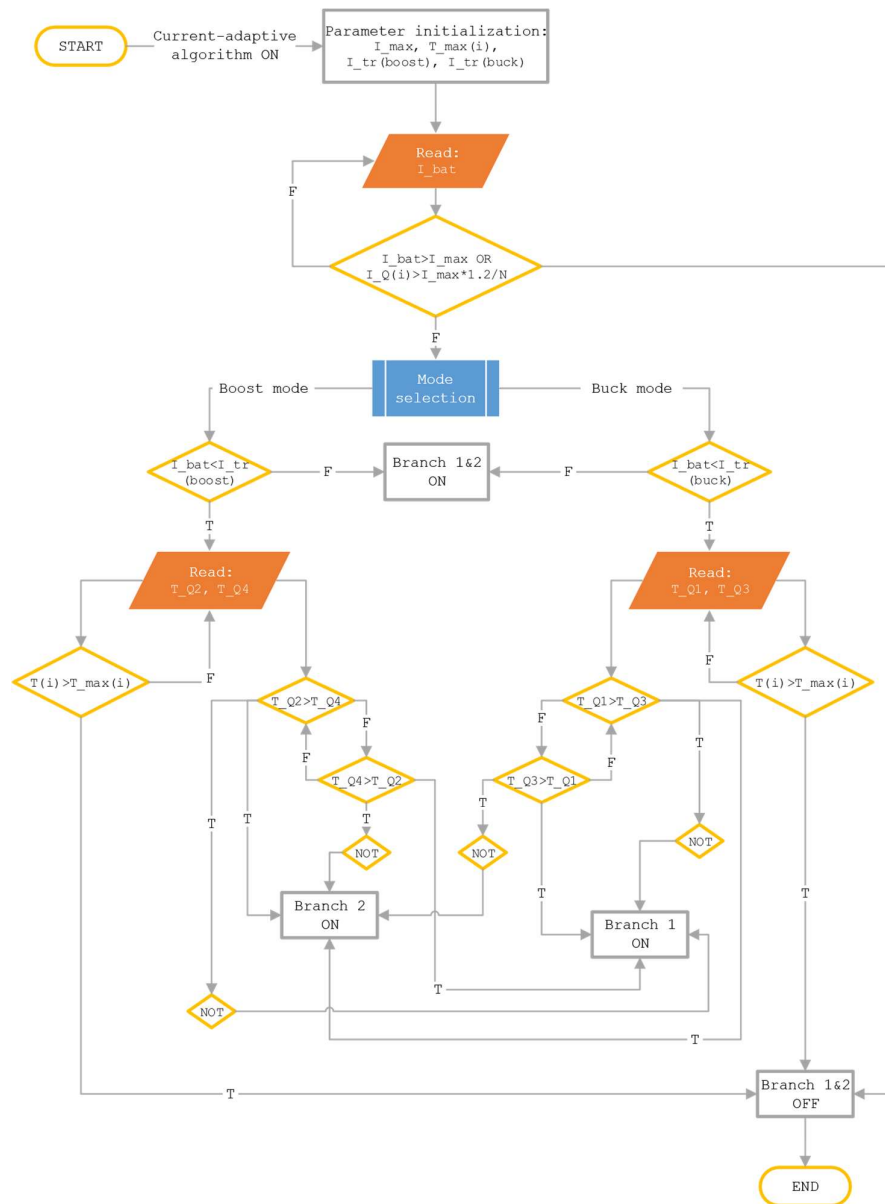 START
Current-adaptive
algorithm ON
Parameter initialization:
I_max, T_max(i),
I_tr(boost), I_tr(buck)
Read:
I_bat
F
I_bat>I_max OR
I_Q(i)>I_max*1.2/N
F
Mode
selection
Boost mode
Buck mode
I_bat<I_tr
(boost)
F
Branch 1&2
ON
F
I_bat<I_tr
(buck)
T
T
Read:
T_Q2, T_Q4
Read:
T_Q1, T_Q3
T(i)>T_max(i)
F
F
T(i)>T_max(i)
T_Q2>T_Q4
T_Q1>T_Q3
F
F
T
F
F
T_Q4>T_Q2
T_Q3>T_Q1
T
T
T
T
NOT
NOT
NOT
T
T
Branch 2
ON
Branch 1
ON
T
NOT
T
T
Branch 1&2
OFF
END